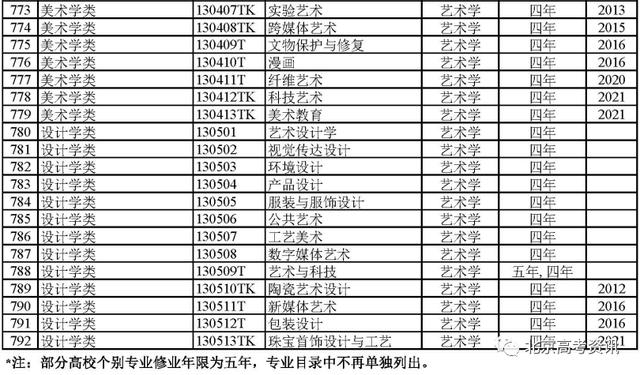 773 美术学类 130407TK 实验艺术 艺术学 四年 2013
774 美术学类 130408TK 跨媒体艺术 艺术学 四年 2015
775 美术学类 130409T 文物保护与修复 艺术学 四年 2016
776 美术学类 130410T 漫画 艺术学 四年 2016
777 美术学类 130411T 纤维艺术 艺术学 四年 2020
778 美术学类 130412TK 科技艺术 艺术学 四年 2021
779 美术学类 130413TK 美术教育 艺术学 四年 2021
780 设计学类 130501 艺术设计学 艺术学 四年
781 设计学类 130502 视觉传达设计 艺术学 四年
782 设计学类 130503 环境设计 艺术学 四年
783 设计学类 130504 产品设计 艺术学 四年
784 设计学类 130505 服装与服饰设计 艺术学 四年
785 设计学类 130506 公共艺术 艺术学 四年
786 设计学类 130507 工艺美术 艺术学 四年
787 设计学类 130508 数字媒体艺术 艺术学 四年
788 设计学类 130509T 艺术与科技 艺术学 五年,四年
789 设计学类 130510TK 陶瓷艺术设计 艺术学 四年 2012
790 设计学类 130511T 新媒体艺术 艺术学 四年 2016
791 设计学类 130512T 包装设计 艺术学 四年 2016
792 设计学类 130513TK 珠宝首饰设计与工艺 艺术学 四年 2021
北京高考资讯
*注：部分高校个别专业修业年限为五年，专业目录中不再单独列出。